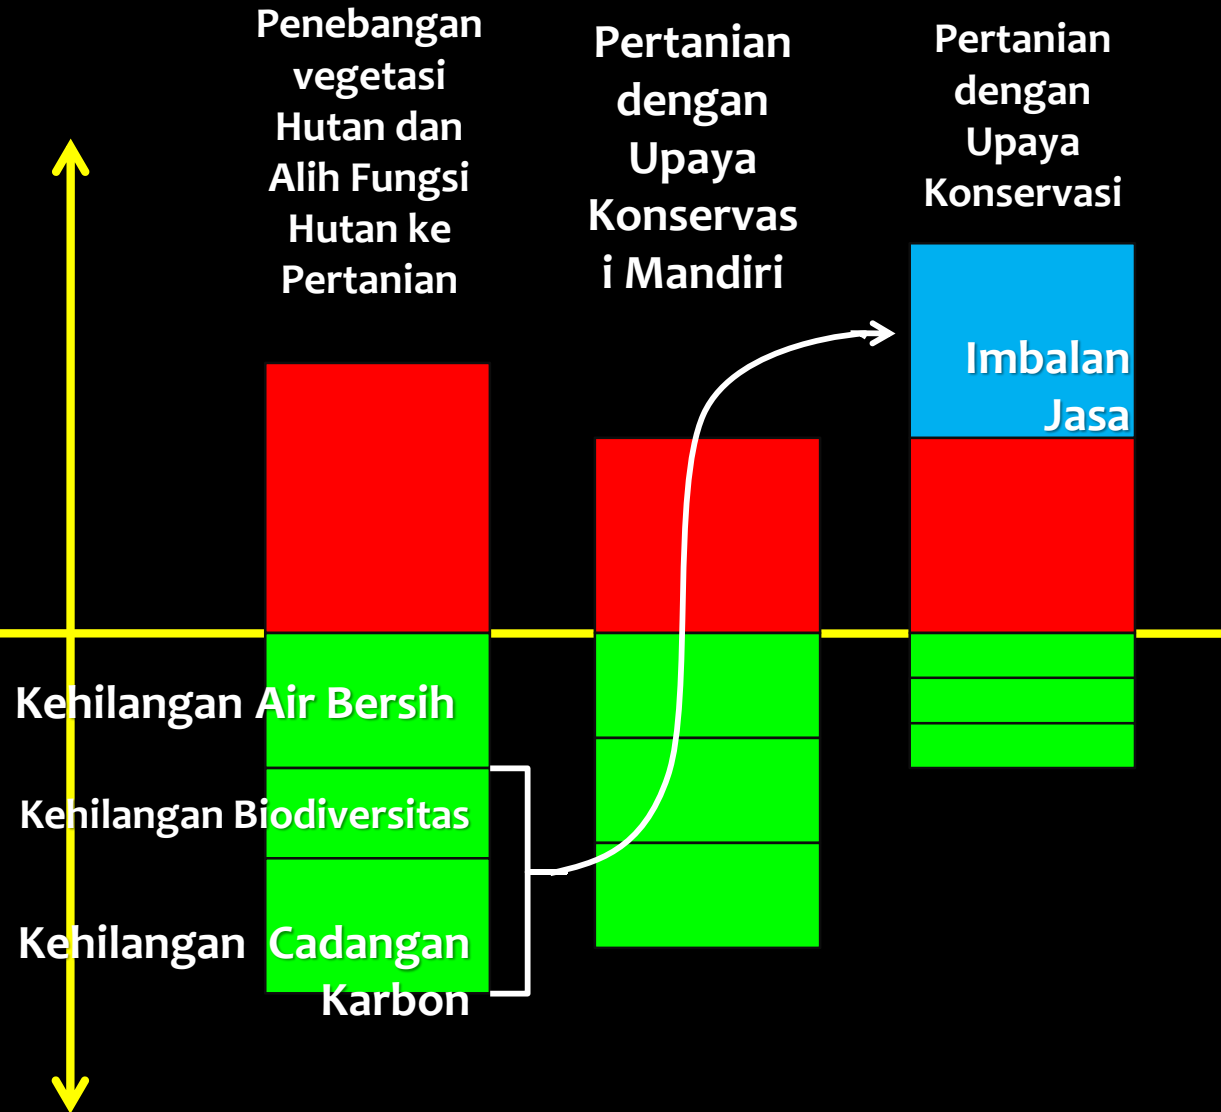 Penebangan
vegetasi
Hutan dan
Alih Fungsi
Hutan ke
Pertanian
Pertanian
dengan
Upaya
Konservas
i Mandiri
Pertanian
dengan
Upaya
Konservasi
Imbalan
Jasa
Kehilangan Air Bersih
Kehilangan Biodiversitas
Kehilangan Cadangan
Karbon